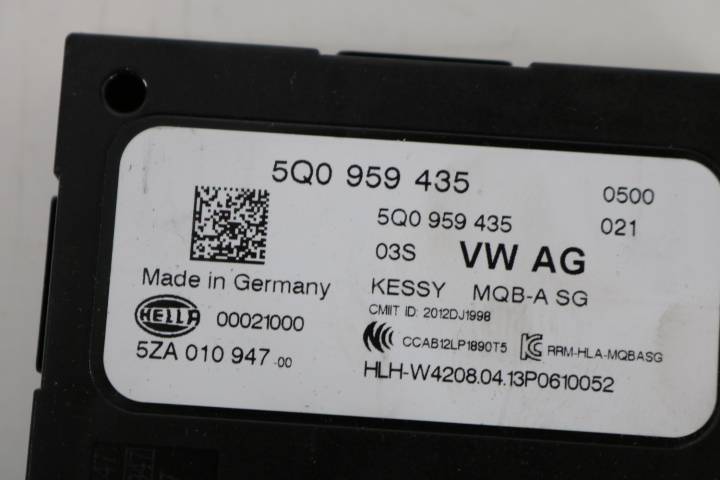 5Q0 959 435
0500
5Q0 959 435
021
03S VW AG
Made in Germany
KESSY MQB-A SG
CMIIT ID: 2012DJ1998
HELLA 00021000
CCAB12LP1890T5 RRM-HLA-MQBASG
5ZA 010 947-00
HLH-W4208.04.13P0610052